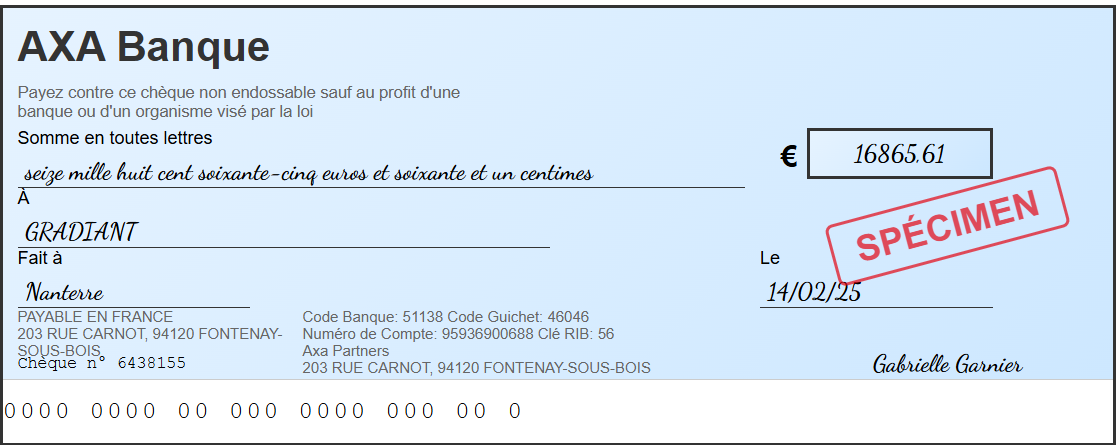 AXA Banque
Payez contre ce chèque non endossable sauf au profit d'une
banque ou d'un organisme visé par la loi
Somme en toutes lettres
€ 16865.61
seize mille huit cent soixante-cinq euros et soixante et un centimes
À
SPÉCIMEN
GRADIANT
Fait à
Le
Nanterre
14/02/25
PAYABLE EN FRANCE
203 RUE CARNOT, 94120 FONTENAY-
SOUS-BOIS
Chèque n° 6438155
Code Banque: 51138 Code Guichet: 46046
Numéro de Compte: 95936900688 Clé RIB: 56
Axa Partners
203 RUE CARNOT, 94120 FONTENAY-SOUS-BOIS
Gabrielle Garnier
0000 0000 00 000 0000 000 00 0